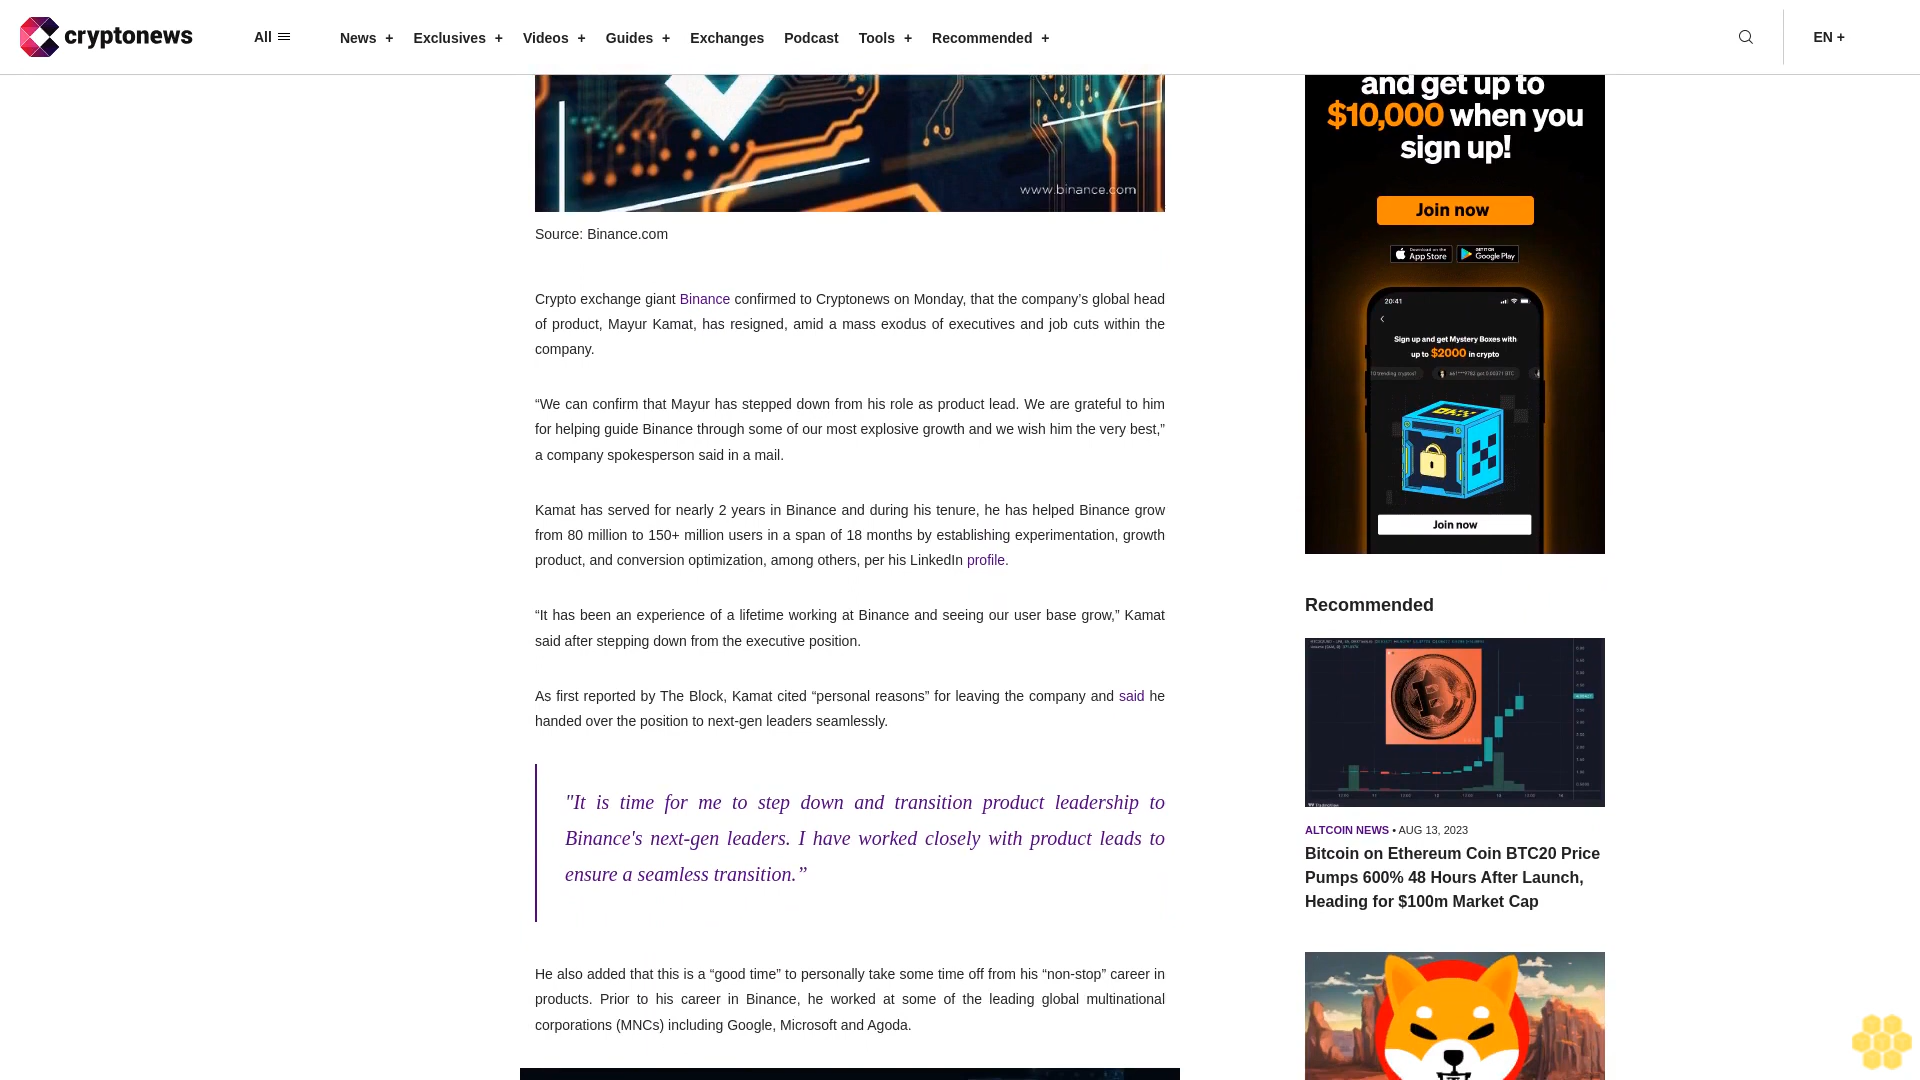 cryptonews
All
News +
Exclusives +
Videos +
Guides +
Exchanges
Podcast
Tools +
Recommended +
EN +
www.binance.com
Source: Binance.com
Crypto exchange giant Binance confirmed to Cryptonews on Monday, that the company’s global head
of product, Mayur Kamat, has resigned, amid a mass exodus of executives and job cuts within the
company.
“We can confirm that Mayur has stepped down from his role as product lead. We are grateful to him
for helping guide Binance through some of our most explosive growth and we wish him the very best,”
a company spokesperson said in a mail.
Kamat has served for nearly 2 years in Binance and during his tenure, he has helped Binance grow
from 80 million to 150+ million users in a span of 18 months by establishing experimentation, growth
product, and conversion optimization, among others, per his LinkedIn profile.
“It has been an experience of a lifetime working at Binance and seeing our user base grow,” Kamat
said after stepping down from the executive position.
As first reported by The Block, Kamat cited “personal reasons” for leaving the company and said he
handed over the position to next-gen leaders seamlessly.
"It is time for me to step down and transition product leadership to
Binance's next-gen leaders. I have worked closely with product leads to
ensure a seamless transition.”
He also added that this is a “good time” to personally take some time off from his “non-stop” career in
products. Prior to his career in Binance, he worked at some of the leading global multinational
corporations (MNCs) including Google, Microsoft and Agoda.
and get up to
$10,000 when you
sign up!
Join now
Download on the
App Store
GET IT ON
Google Play
20:41
Sign up and get Mystery Boxes with
up to $2000 in crypto
OKX
Join now
Recommended
ALTCOIN NEWS • AUG 13, 2023
Bitcoin on Ethereum Coin BTC20 Price
Pumps 600% 48 Hours After Launch,
Heading for $100m Market Cap